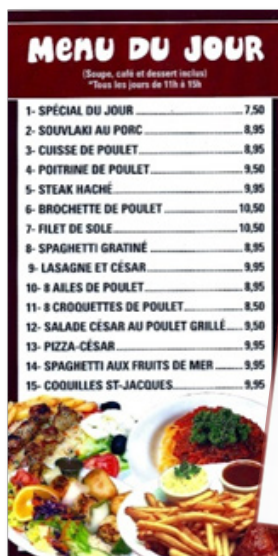 MENU DU JOUR
(Soupe, café et dessert inclus)
*Tous les jours de 11h à 15h
1- SPÉCIAL DU JOUR 7,50
2- SOUVLAKI AU PORC 8,95
3- CUISSE DE POULET 8,95
4- POITRINE DE POULET 9,50
5- STEAK HACHÉ 9,95
6- BROCHETTE DE POULET 10,50
7- FILET DE SOLE 10,50
8- SPAGHETTI GRATINÉ 8,95
9- LASAGNE ET CÉSAR 9,95
10- 8 AILES DE POULET 8,95
11- 8 CROQUETTES DE POULET 8,50
12- SALADE CÉSAR AU POULET GRILLÉ 9,50
13- PIZZA-CÉSAR 9,95
14- SPAGHETTI AUX FRUITS DE MER 9,95
15- COQUILLES ST-JACQUES 9,95